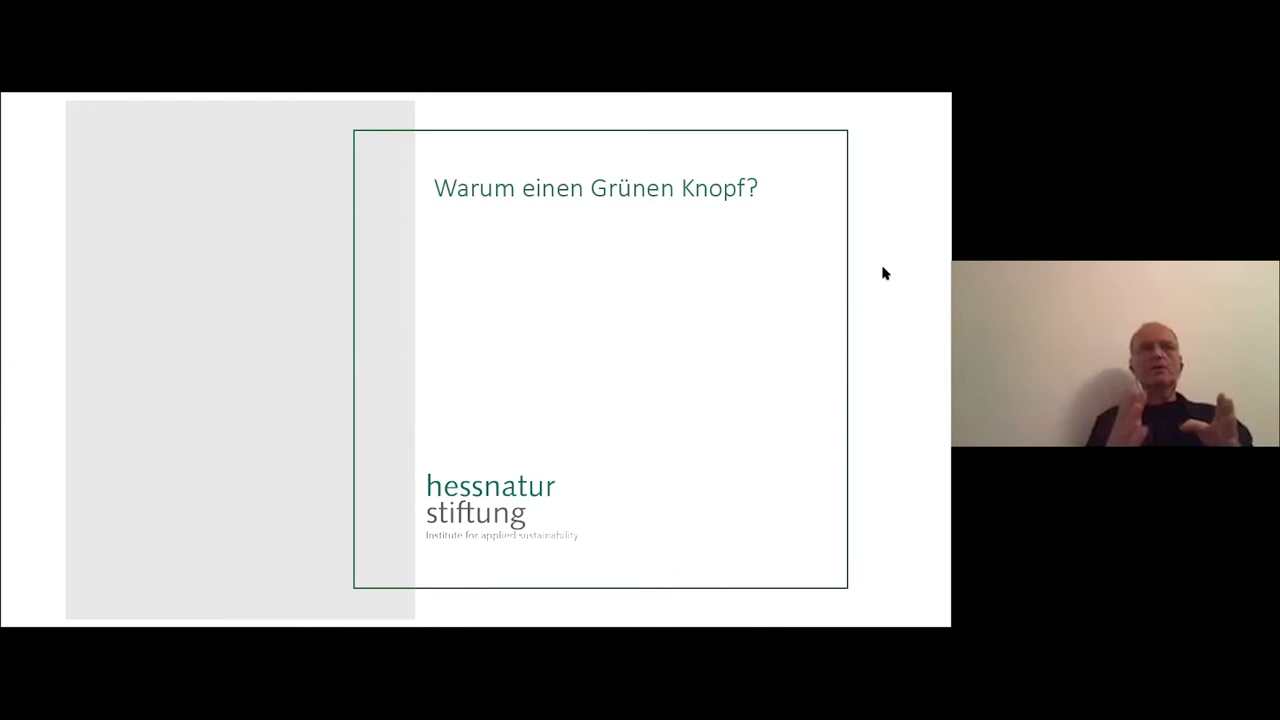 Warum einen Grünen Knopf?
hessnatur
stiftung
Institute for applied sustainability